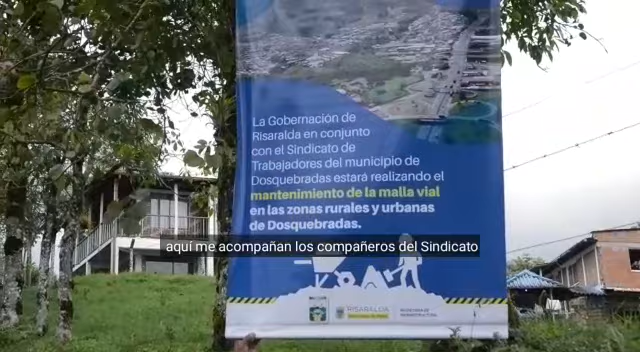 La Gobernación de
Risaralda en conjunto
con el Sindicato de
Trabajadores del municipio de
Dosquebradas estará realizando el
mantenimiento de la malla vial
en las zonas rurales y urbanas
de Dosquebradas.
aquí me acompañan los compañeros del Sindicato
RISARALDA